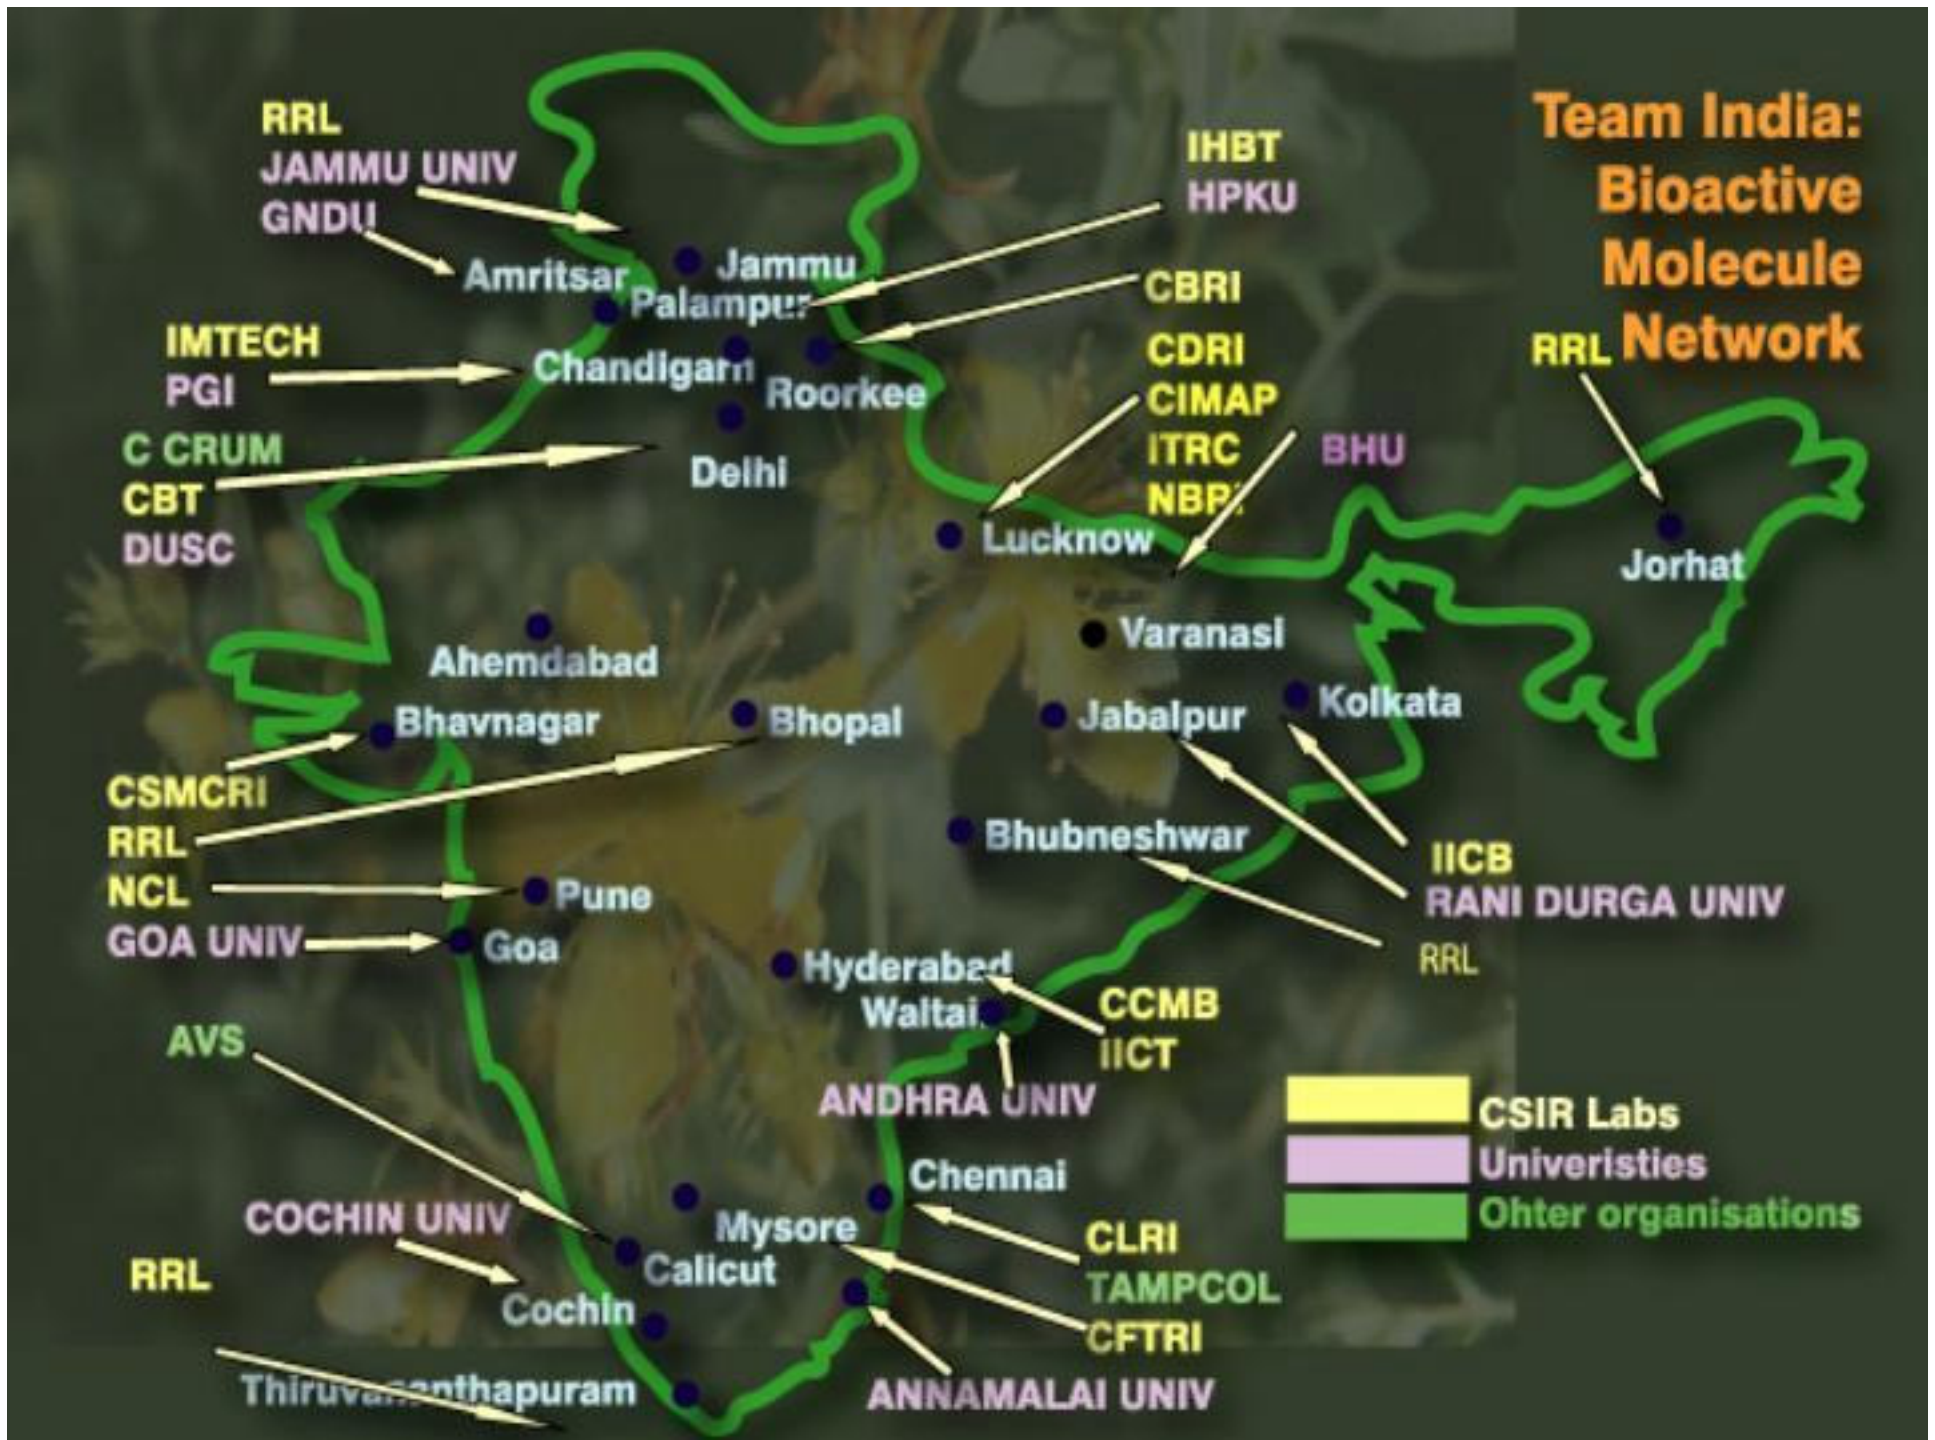 Team India:
Bioactive
Molecule
Network
RRL
JAMMU UNIV
GNDU
IHBT
HPKU
Amritsar
Jammu
Palampur
CBRI
IMTECH
PGI
Chandigarh
Roorkee
CDRI
CIMAP
ITRC
NBRI
BHU
RRL
C CRUM
CBT
DUSC
Delhi
Lucknow
Jorhat
Ahemdabad
Varanasi
Bhavnagar
Bhopal
Jabalpur
Kolkata
CSMCRI
RRL
NCL
GOA UNIV
Pune
Goa
Bhubneshwar
IICB
RANI DURGA UNIV
RRL
Hyderabad
Waltair
CCMB
IICT
ANDHRA UNIV
AVS
CSIR Labs
Univeristies
Ohter organisations
Chennai
Mysore
Calicut
COCHIN UNIV
Cochin
RRL
CLRI
TAMPCOL
CFTRI
Thiruvananthapuram
ANNAMALAI UNIV